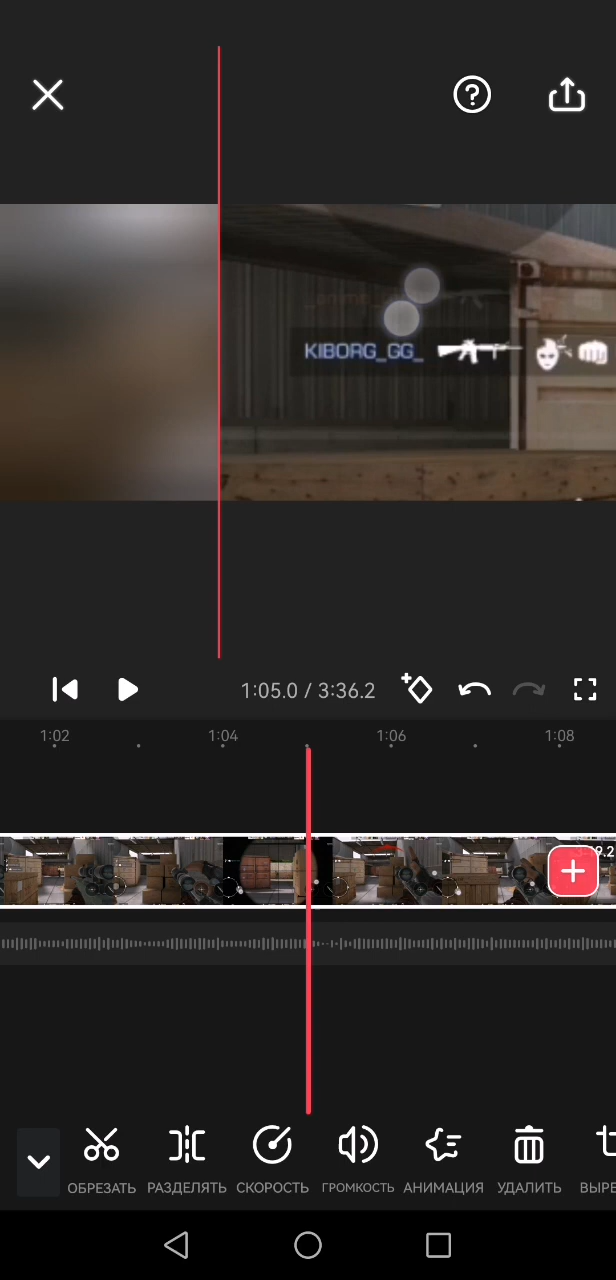 KIBORG_GG_
1:05.0 / 3:36.2
1:02
1:04
1:06
1:08
ОБРЕЗАТЬ
РАЗДЕЛЯТЬ
СКОРОСТЬ
ГРОМКОСТЬ
АНИМАЦИЯ
УДАЛИТЬ
ВЫРЕ